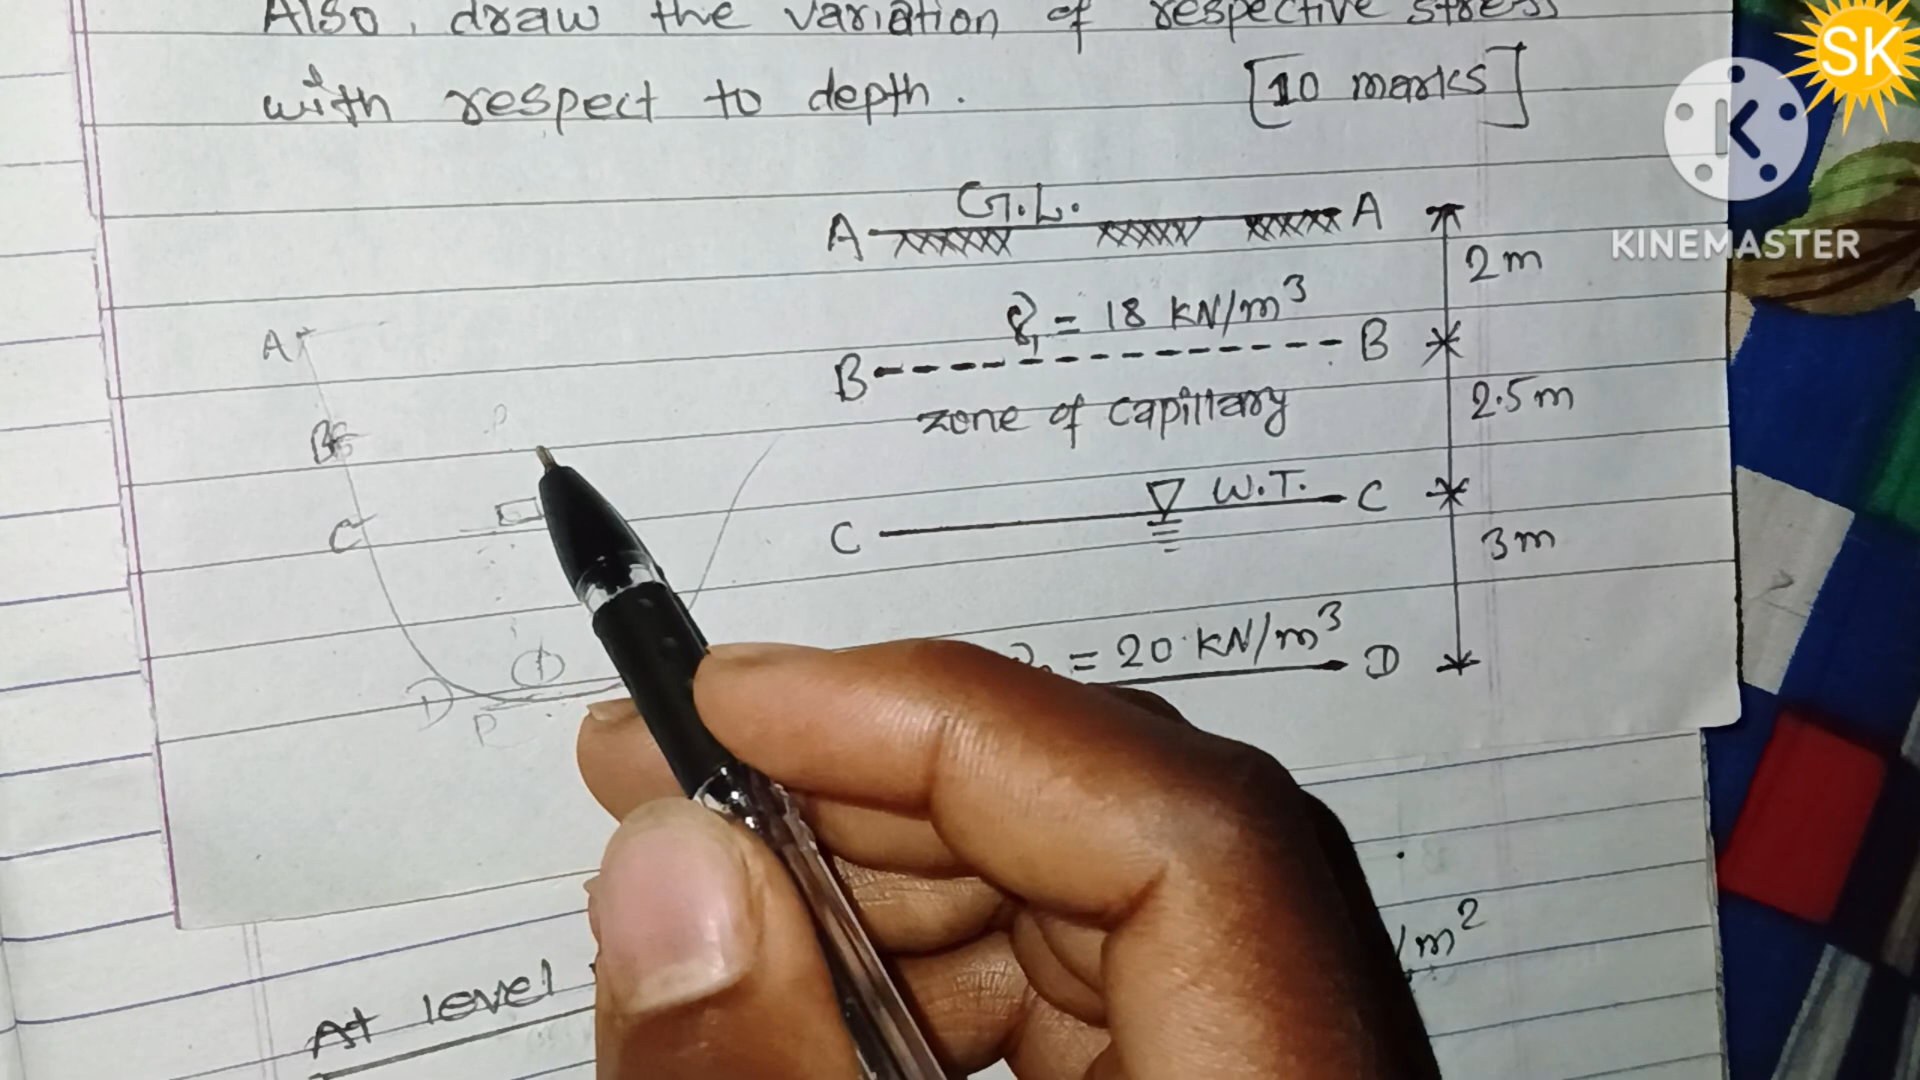 Also, draw the variation of respective stress
with respect to depth. [10 marks]
SK
K
KINEMASTER
G.L.
A A
2m
γ1 = 18 KN/m³
B B
2.5m
zone of capillary
W.T.
C C
3m
= 20 KN/m³
D
A
B
C
D
P
At level
/m²